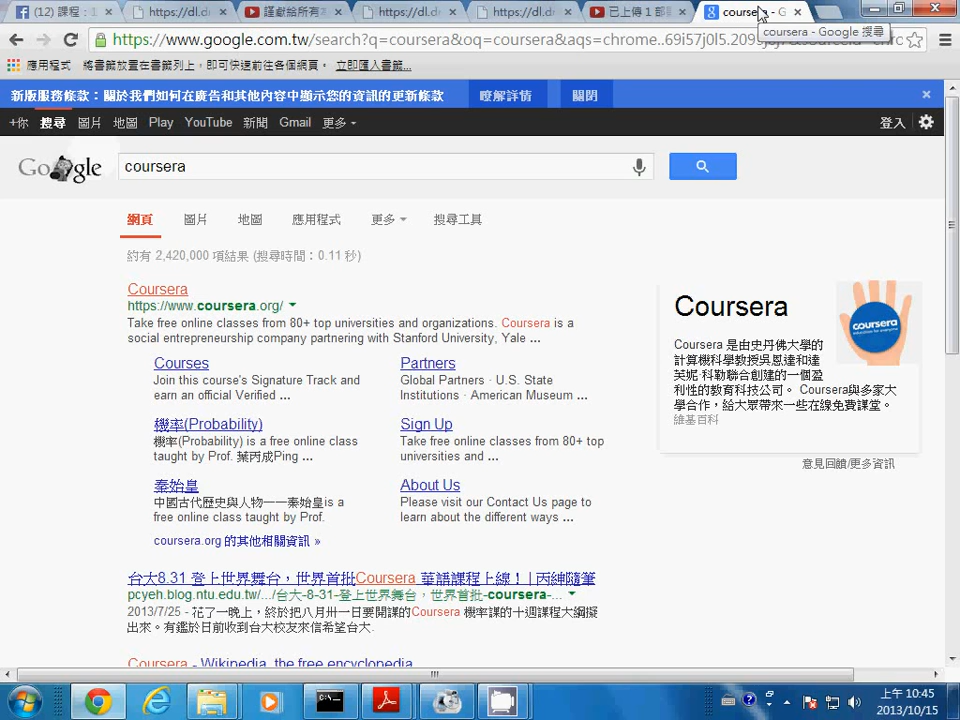 (12) 課程：1
https://dl.d
謹獻給所有
https://dl.d
https://dl.d
已上傳 1 部
coursera - G
https://www.google.com.tw/search?q=coursera&oq=coursera&aqs=chrome..69i57j0l5.209
coursera - Google 搜尋
應用程式 將書籤放置在書籤列上，即可快速前往各個網頁。 立即匯入書籤...
新版服務條款：關於我們如何在廣告和其他內容中顯示您的資訊的更新條款 瞭解詳情 關閉
+你 搜尋 圖片 地圖 Play YouTube 新聞 Gmail 更多 登入
Google coursera
網頁 圖片 地圖 應用程式 更多 搜尋工具
約有 2,420,000 項結果 (搜尋時間：0.11 秒)
Coursera
https://www.coursera.org/
Take free online classes from 80+ top universities and organizations. Coursera is a
social entrepreneurship company partnering with Stanford University, Yale ...
Courses
Join this course's Signature Track and
earn an official Verified ...
Partners
Global Partners · U.S. State
Institutions · American Museum ...
機率(Probability)
機率(Probability) is a free online class
taught by Prof. 葉丙成Ping ...
Sign Up
Take free online classes from 80+ top
universities and ...
秦始皇
中國古代歷史與人物——秦始皇is a
free online class taught by Prof.
About Us
Please visit our Contact Us page to
learn about the different ways ...
coursera.org 的其他相關資訊 »
台大8.31 登上世界舞台，世界首批Coursera 華語課程上線！ | 丙紳隨筆
pcyeh.blog.ntu.edu.tw/.../台大-8-31-登上世界舞台，世界首批-coursera-...
2013/7/25 - 花了一晚上，終於把八月卅一日要開課的Coursera 機率課的十週課程大綱擬
出來。有鑑於日前收到台大校友來信希望台大.
Coursera - Wikipedia, the free encyclopedia
Coursera
coursera
Coursera 是由史丹佛大學的
計算機科學教授吳恩達和達
芙妮·科勒聯合創建的一個盈
利性的教育科技公司。 Coursera與多家大
學合作，給大眾帶來一些在線免費課堂。
維基百科
意見回饋/更多資訊
上午 10:45
2013/10/15